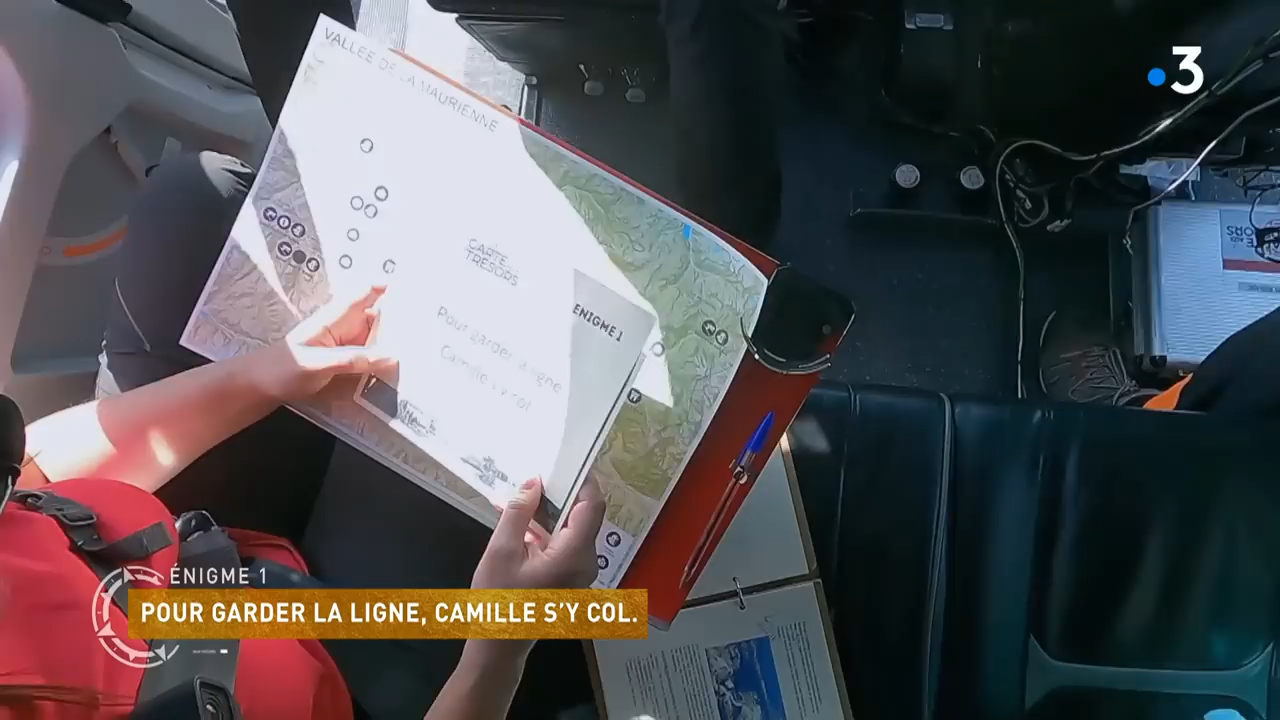 3
VALLÉE DE LA MAURIENNE
CARTE
TRÉSORS
ENIGME 1
Pour garder la ligne
Camille s'y col
ÉNIGME 1
POUR GARDER LA LIGNE, CAMILLE S'Y COL.